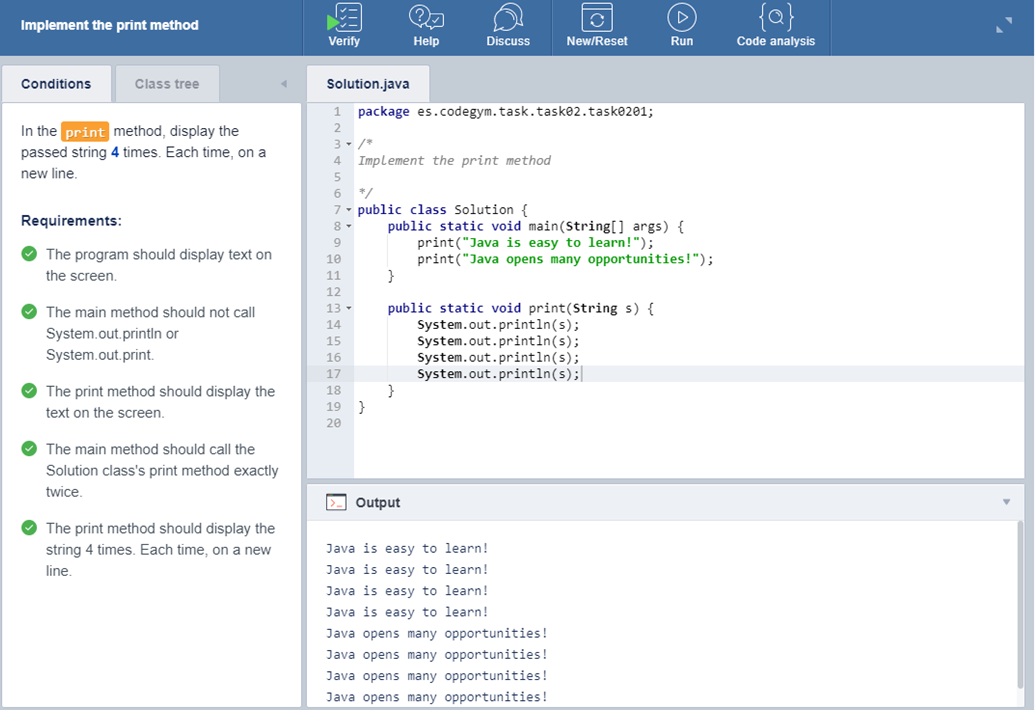 Implement the print method
Verify
Help
Discuss
New/Reset
Run
Code analysis
Conditions
Class tree
In the print method, display the
passed string 4 times. Each time, on a
new line.
Requirements:
The program should display text on
the screen.
The main method should not call
System.out.println or
System.out.print.
The print method should display the
text on the screen.
The main method should call the
Solution class's print method exactly
twice.
The print method should display the
string 4 times. Each time, on a new
line.
Solution.java
1 package es.codegym.task.task02.task0201;
2
3 /*
4 Implement the print method
5
6 */
7 public class Solution {
8     public static void main(String[] args) {
9         print("Java is easy to learn!");
10         print("Java opens many opportunities!");
11     }
12
13     public static void print(String s) {
14         System.out.println(s);
15         System.out.println(s);
16         System.out.println(s);
17         System.out.println(s);
18     }
19 }
20
Output
Java is easy to learn!
Java is easy to learn!
Java is easy to learn!
Java is easy to learn!
Java opens many opportunities!
Java opens many opportunities!
Java opens many opportunities!
Java opens many opportunities!